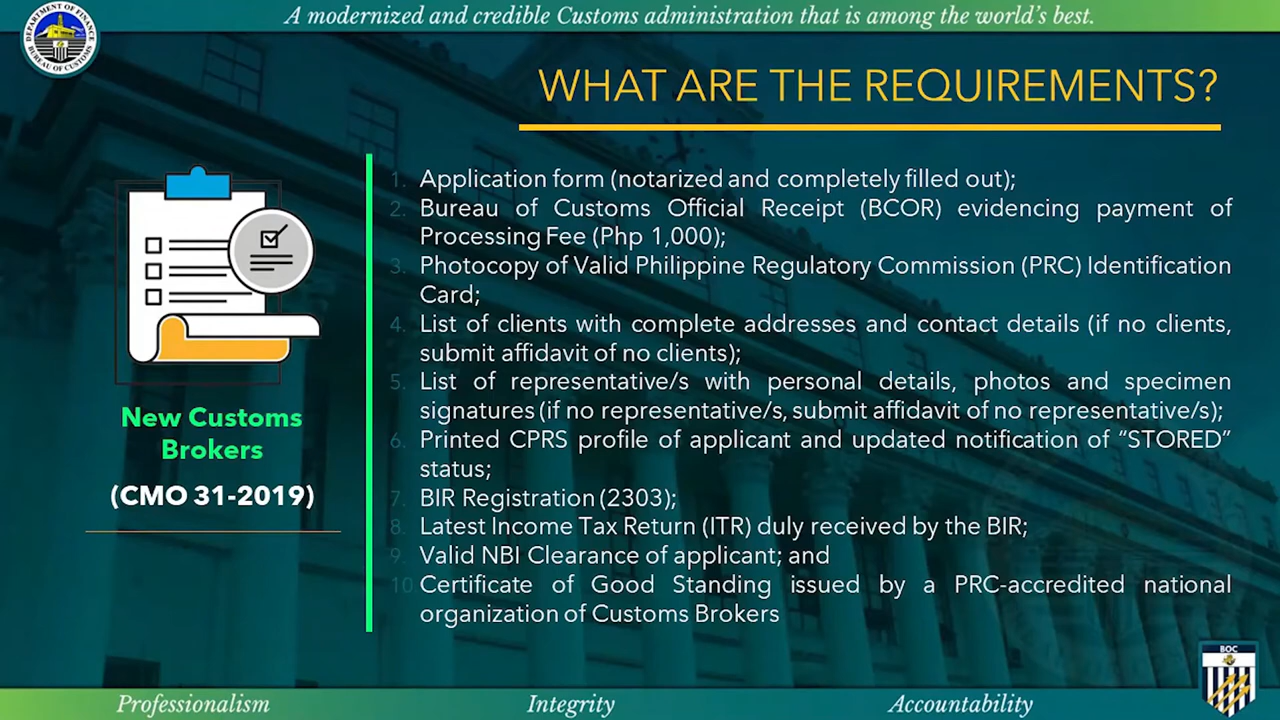 A modernized and credible Customs administration that is among the world's best.
DEPARTMENT OF FINANCE
BUREAU OF CUSTOMS
WHAT ARE THE REQUIREMENTS?
New Customs
Brokers
(CMO 31-2019)
1. Application form (notarized and completely filled out);
2. Bureau of Customs Official Receipt (BCOR) evidencing payment of
Processing Fee (Php 1,000);
3. Photocopy of Valid Philippine Regulatory Commission (PRC) Identification
Card;
4. List of clients with complete addresses and contact details (if no clients,
submit affidavit of no clients);
5. List of representative/s with personal details, photos and specimen
signatures (if no representative/s, submit affidavit of no representative/s);
6. Printed CPRS profile of applicant and updated notification of “STORED”
status;
7. BIR Registration (2303);
8. Latest Income Tax Return (ITR) duly received by the BIR;
9. Valid NBI Clearance of applicant; and
10. Certificate of Good Standing issued by a PRC-accredited national
organization of Customs Brokers
BOC
Professionalism
Integrity
Accountability